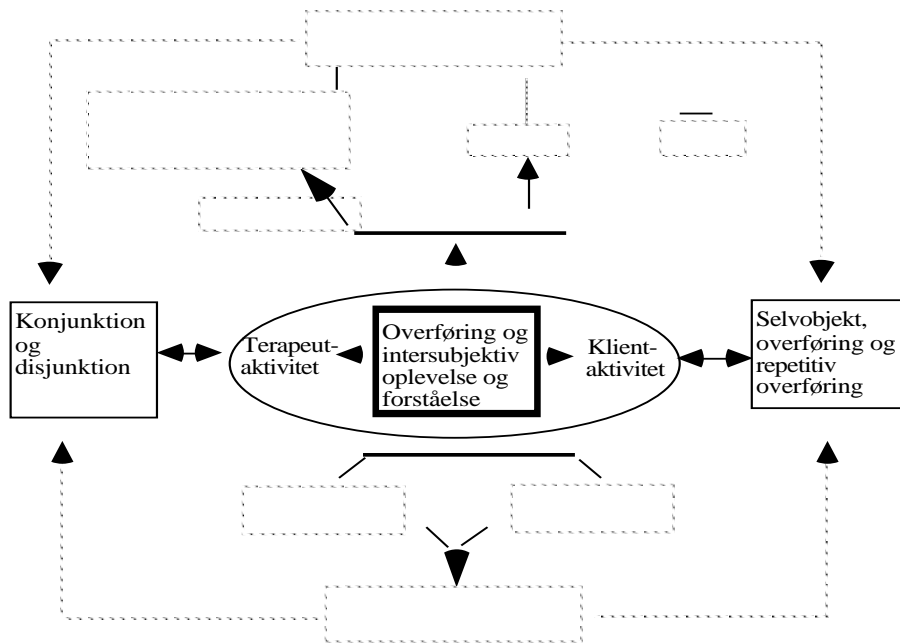 Konjunktion
og
disjunktion
Terapeut-
aktivitet
Overføring og
intersubjektiv
oplevelse og
forståelse
Klient-
aktivitet
Selvobjekt,
overføring og
repetitiv
overføring